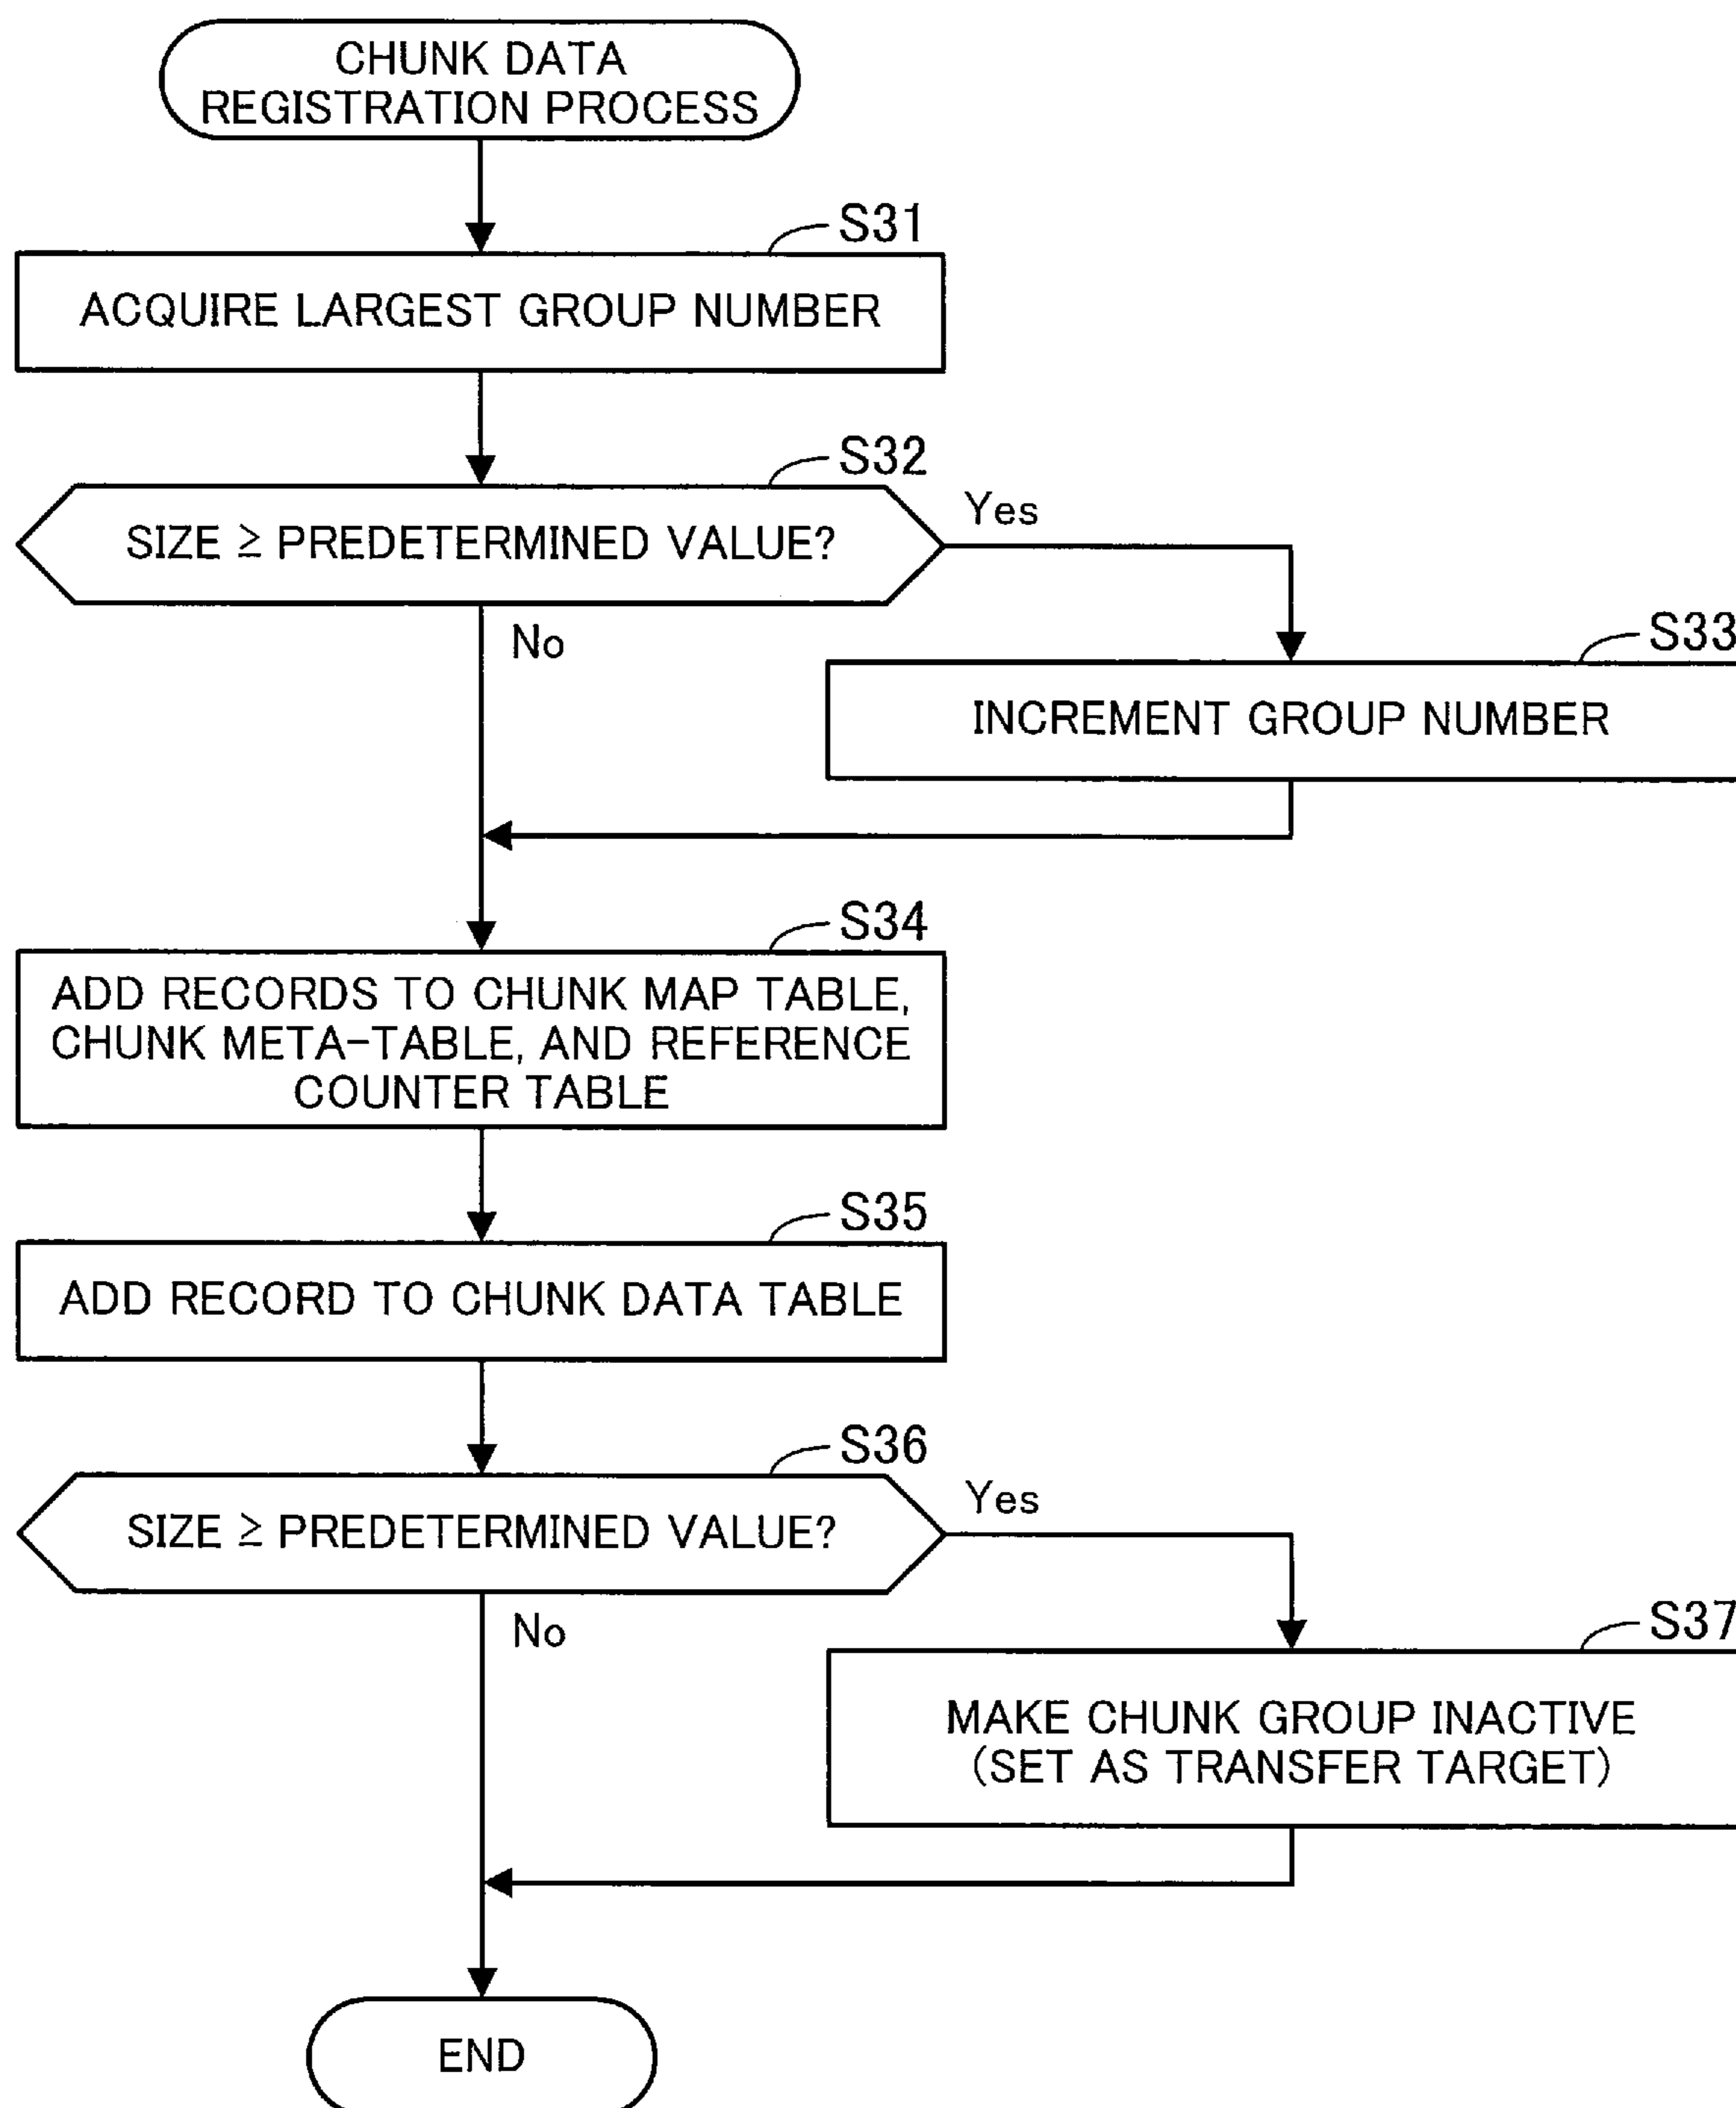 CHUNK DATA
REGISTRATION PROCESS
S31
ACQUIRE LARGEST GROUP NUMBER
S32
SIZE ≥ PREDETERMINED VALUE?
Yes
No
S33
INCREMENT GROUP NUMBER
S34
ADD RECORDS TO CHUNK MAP TABLE,
CHUNK META-TABLE, AND REFERENCE
COUNTER TABLE
S35
ADD RECORD TO CHUNK DATA TABLE
S36
SIZE ≥ PREDETERMINED VALUE?
Yes
No
S37
MAKE CHUNK GROUP INACTIVE
(SET AS TRANSFER TARGET)
END